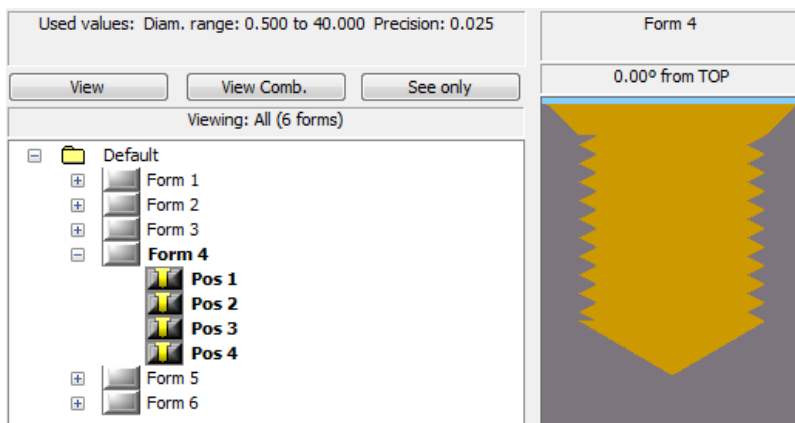 Used values: Diam. range: 0.500 to 40.000 Precision: 0.025
View
View Comb.
See only
Viewing: All (6 forms)
Default
Form 1
Form 2
Form 3
Form 4
Pos 1
Pos 2
Pos 3
Pos 4
Form 5
Form 6
Form 4
0.00º from TOP